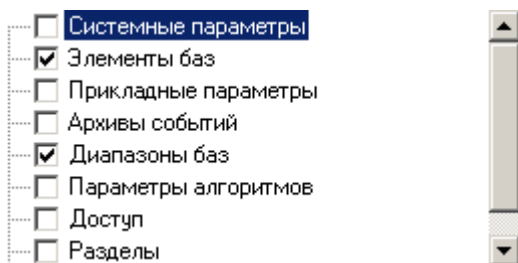 Системные параметры
Элементы баз
Прикладные параметры
Архивы событий
Диапазоны баз
Параметры алгоритмов
Доступ
Разделы